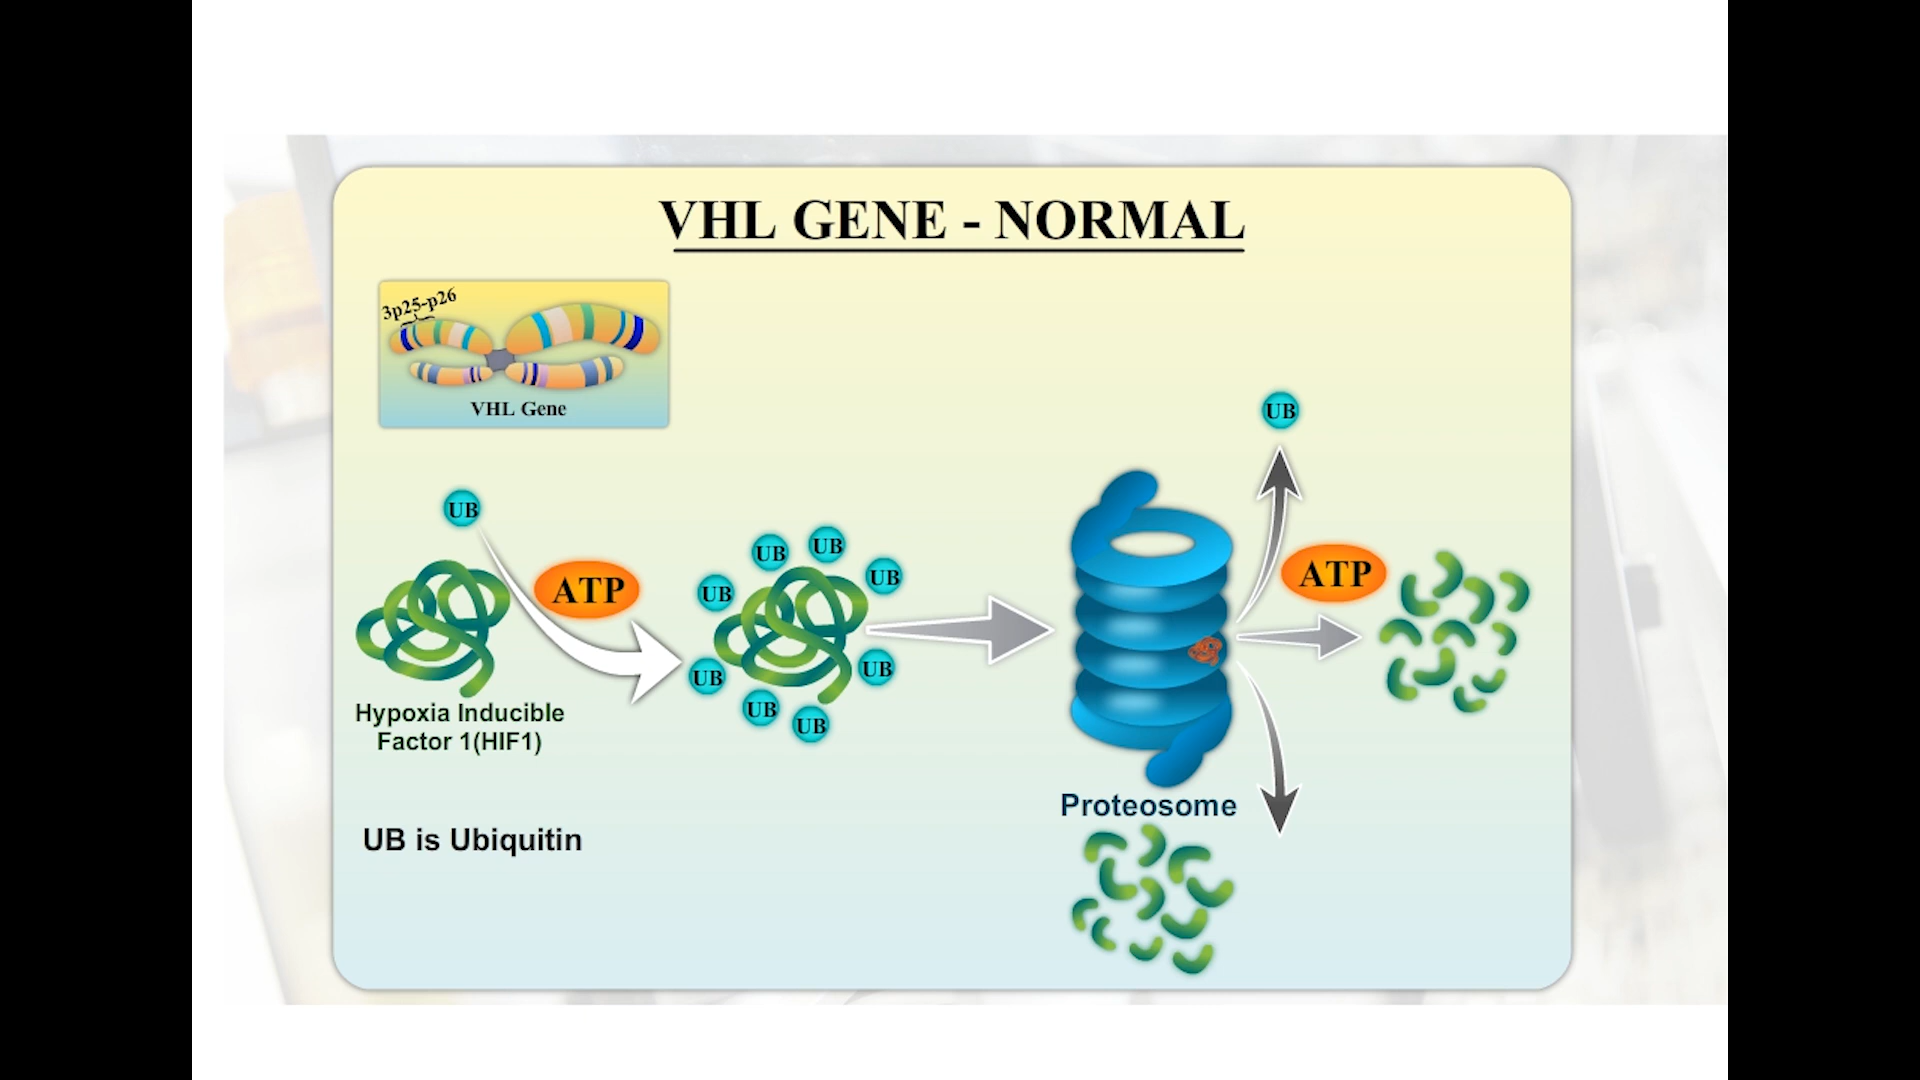 VHL GENE - NORMAL
3p25-p26
VHL Gene
UB
UB
ATP
Hypoxia Inducible
Factor 1(HIF1)
UB
UB
UB
UB
UB
UB
UB
UB
Proteosome
ATP
UB is Ubiquitin